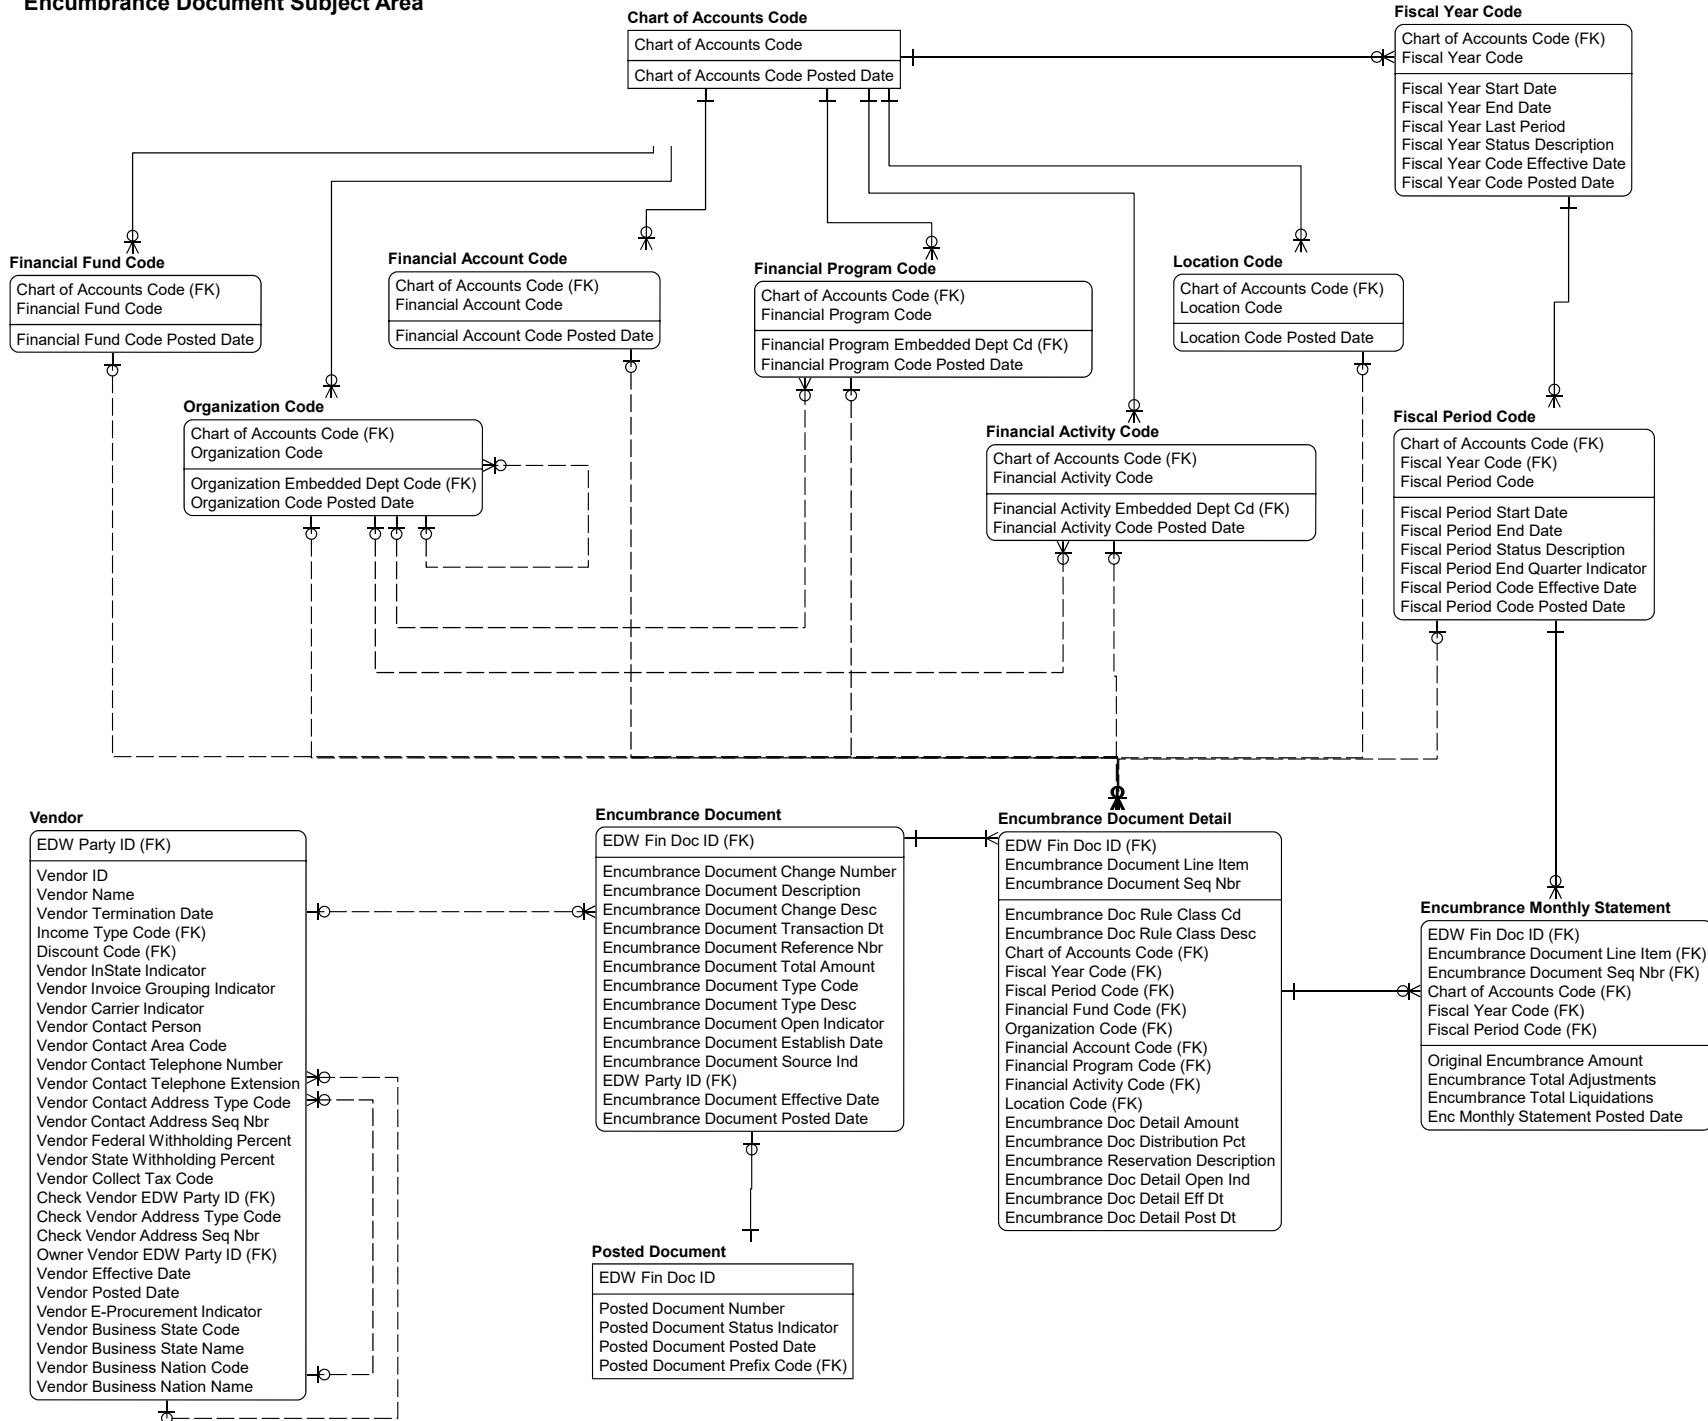 Encumbrance Document Subject Area
Chart of Accounts Code
Chart of Accounts Code
Chart of Accounts Code Posted Date
Fiscal Year Code
Chart of Accounts Code (FK)
Fiscal Year Code
Fiscal Year Start Date
Fiscal Year End Date
Fiscal Year Last Period
Fiscal Year Status Description
Fiscal Year Code Effective Date
Fiscal Year Code Posted Date
Financial Fund Code
Chart of Accounts Code (FK)
Financial Fund Code
Financial Fund Code Posted Date
Financial Account Code
Chart of Accounts Code (FK)
Financial Account Code
Financial Account Code Posted Date
Financial Program Code
Chart of Accounts Code (FK)
Financial Program Code
Financial Program Embedded Dept Cd (FK)
Financial Program Code Posted Date
Location Code
Chart of Accounts Code (FK)
Location Code
Location Code Posted Date
Organization Code
Chart of Accounts Code (FK)
Organization Code
Organization Embedded Dept Code (FK)
Organization Code Posted Date
Financial Activity Code
Chart of Accounts Code (FK)
Financial Activity Code
Financial Activity Embedded Dept Cd (FK)
Financial Activity Code Posted Date
Fiscal Period Code
Chart of Accounts Code (FK)
Fiscal Year Code (FK)
Fiscal Period Code
Fiscal Period Start Date
Fiscal Period End Date
Fiscal Period Status Description
Fiscal Period End Quarter Indicator
Fiscal Period Code Effective Date
Fiscal Period Code Posted Date
Vendor
EDW Party ID (FK)
Vendor ID
Vendor Name
Vendor Termination Date
Income Type Code (FK)
Discount Code (FK)
Vendor InState Indicator
Vendor Invoice Grouping Indicator
Vendor Carrier Indicator
Vendor Contact Person
Vendor Contact Area Code
Vendor Contact Telephone Number
Vendor Contact Telephone Extension
Vendor Contact Address Type Code
Vendor Contact Address Seq Nbr
Vendor Federal Withholding Percent
Vendor State Withholding Percent
Vendor Collect Tax Code
Check Vendor EDW Party ID (FK)
Check Vendor Address Type Code
Check Vendor Address Seq Nbr
Owner Vendor EDW Party ID (FK)
Vendor Effective Date
Vendor Posted Date
Vendor E-Procurement Indicator
Vendor Business State Code
Vendor Business State Name
Vendor Business Nation Code
Vendor Business Nation Name
Encumbrance Document
EDW Fin Doc ID (FK)
Encumbrance Document Change Number
Encumbrance Document Description
Encumbrance Document Change Desc
Encumbrance Document Transaction Dt
Encumbrance Document Reference Nbr
Encumbrance Document Total Amount
Encumbrance Document Type Code
Encumbrance Document Type Desc
Encumbrance Document Open Indicator
Encumbrance Document Establish Date
Encumbrance Document Source Ind
EDW Party ID (FK)
Encumbrance Document Effective Date
Encumbrance Document Posted Date
Posted Document
EDW Fin Doc ID
Posted Document Number
Posted Document Status Indicator
Posted Document Posted Date
Posted Document Prefix Code (FK)
Encumbrance Document Detail
EDW Fin Doc ID (FK)
Encumbrance Document Line Item
Encumbrance Document Seq Nbr
Encumbrance Doc Rule Class Cd
Encumbrance Doc Rule Class Desc
Chart of Accounts Code (FK)
Fiscal Year Code (FK)
Fiscal Period Code (FK)
Financial Fund Code (FK)
Organization Code (FK)
Financial Account Code (FK)
Financial Program Code (FK)
Financial Activity Code (FK)
Location Code (FK)
Encumbrance Doc Detail Amount
Encumbrance Doc Distribution Pct
Encumbrance Reservation Description
Encumbrance Doc Detail Open Ind
Encumbrance Doc Detail Eff Dt
Encumbrance Doc Detail Post Dt
Encumbrance Monthly Statement
EDW Fin Doc ID (FK)
Encumbrance Document Line Item (FK)
Encumbrance Document Seq Nbr (FK)
Chart of Accounts Code (FK)
Fiscal Year Code (FK)
Fiscal Period Code (FK)
Original Encumbrance Amount
Encumbrance Total Adjustments
Encumbrance Total Liquidations
Enc Monthly Statement Posted Date